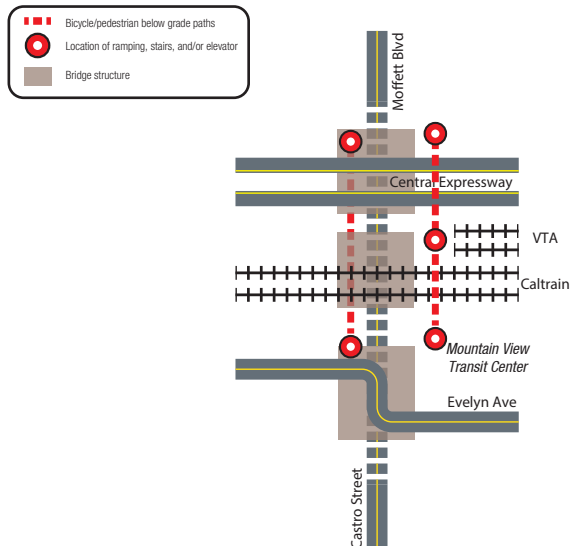 Bicycle/pedestrian below grade paths
Location of ramping, stairs, and/or elevator
Bridge structure
Moffett Blvd
Central Expressway
VTA
Caltrain
Mountain View
Transit Center
Evelyn Ave
Castro Street